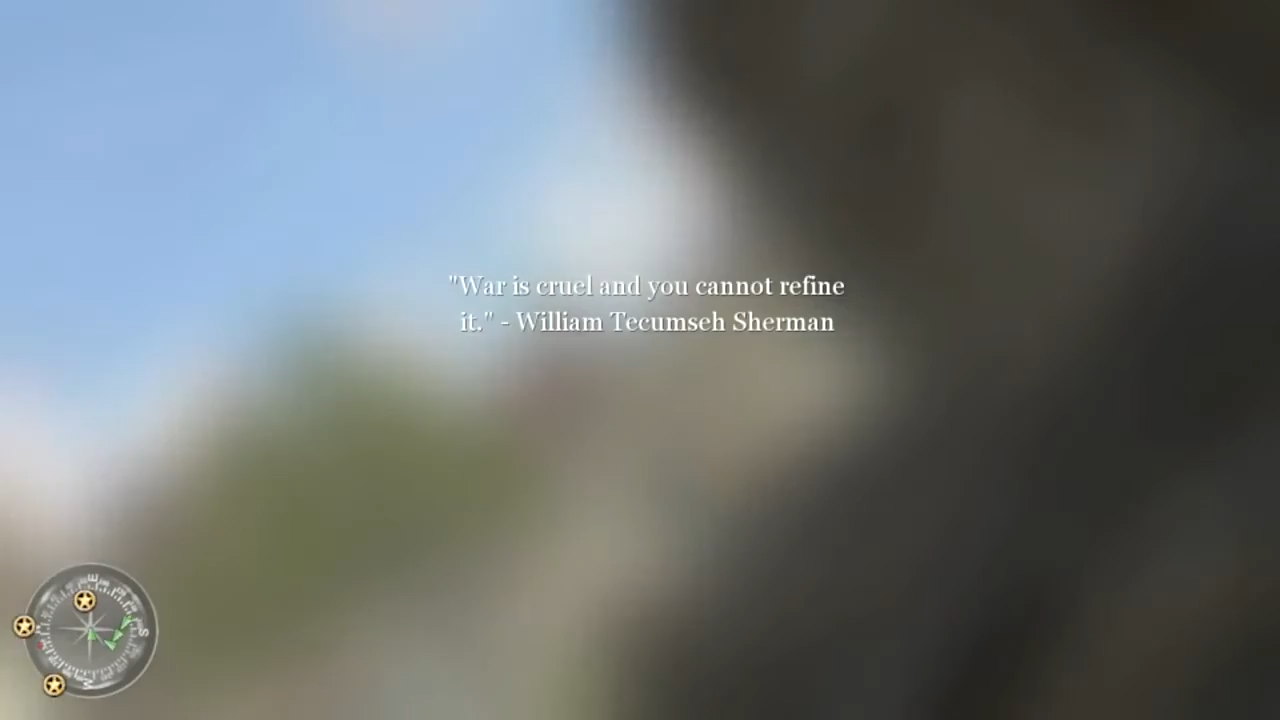 "War is cruel and you cannot refine
it." - William Tecumseh Sherman
E
S
W